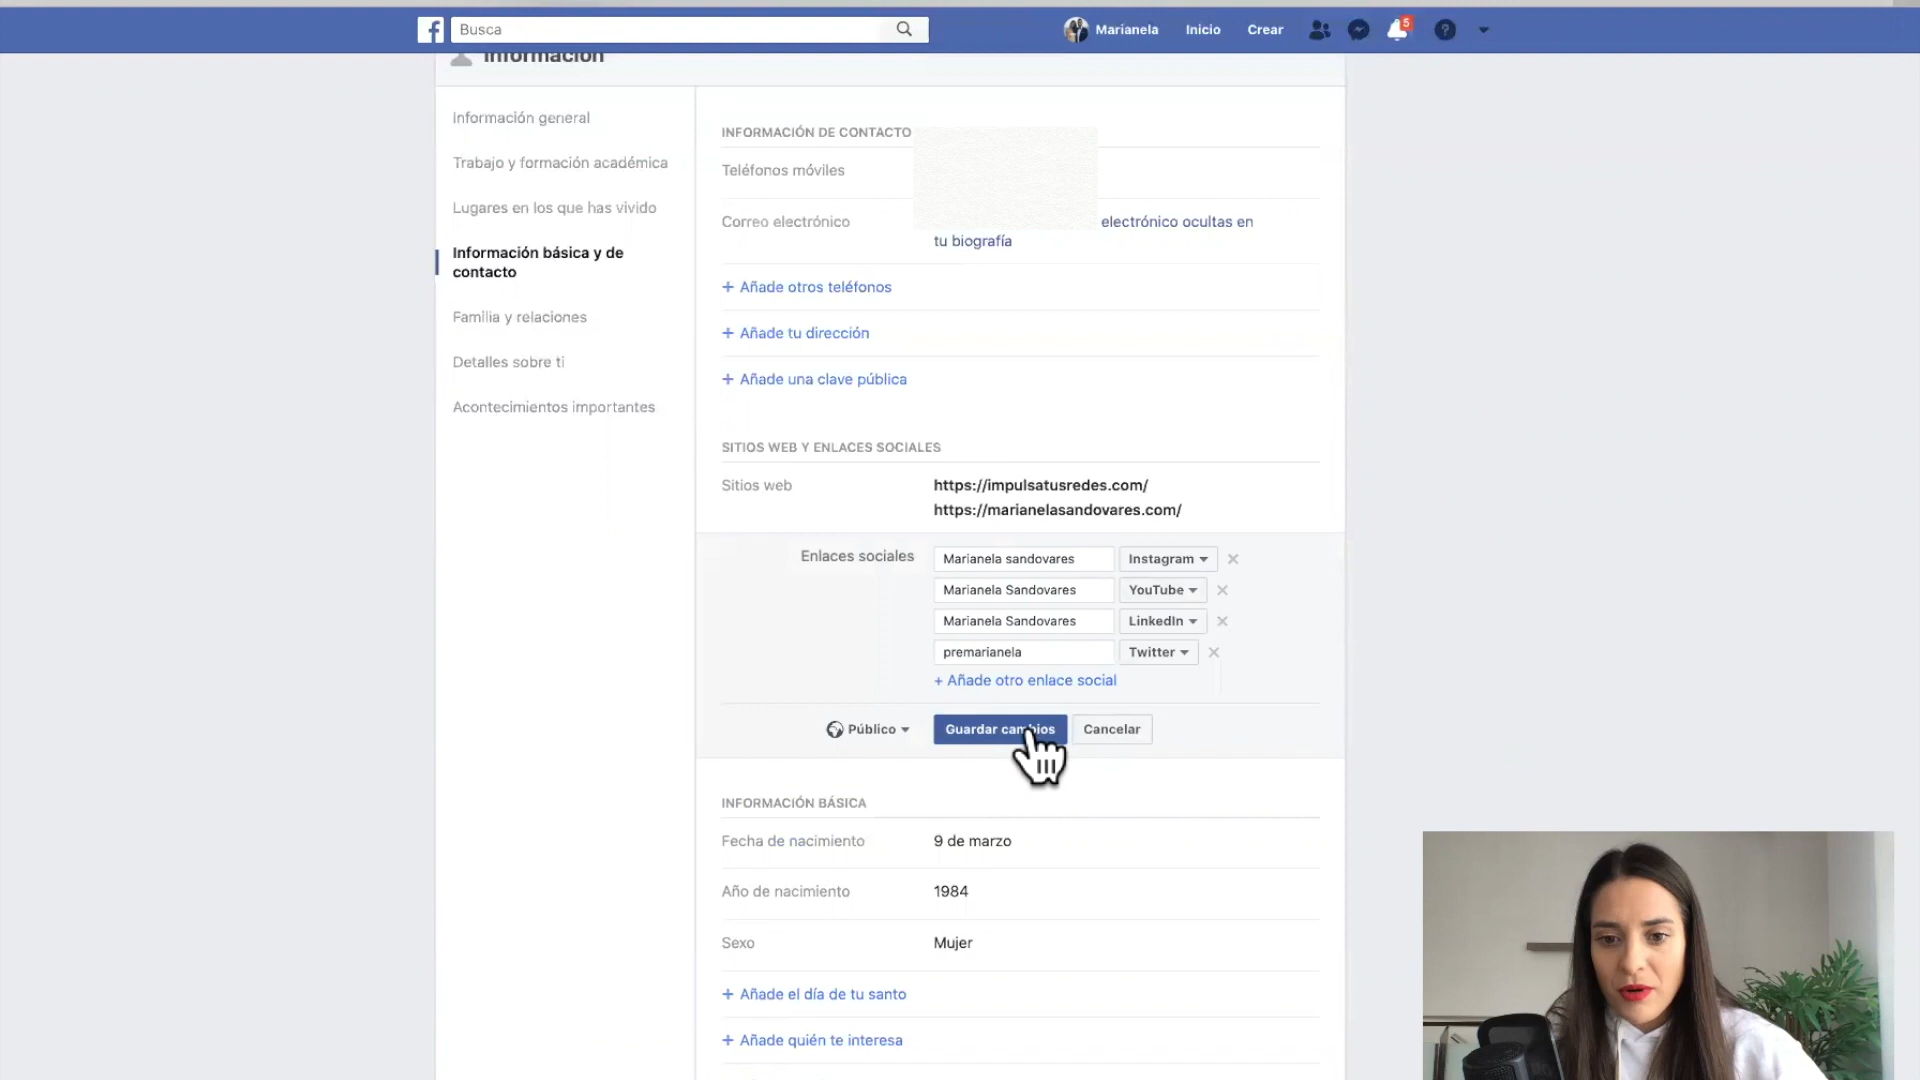 Busca
Marianela
Inicio
Crear
5
Información
Información general
Trabajo y formación académica
Lugares en los que has vivido
Información básica y de
contacto
Familia y relaciones
Detalles sobre ti
Acontecimientos importantes
INFORMACIÓN DE CONTACTO
Teléfonos móviles
Correo electrónico
electrónico ocultas en
tu biografía
+ Añade otros teléfonos
+ Añade tu dirección
+ Añade una clave pública
SITIOS WEB Y ENLACES SOCIALES
Sitios web
https://impulsatusredes.com/
https://marianelasandovares.com/
Enlaces sociales
Marianela sandovares Instagram
Marianela Sandovares YouTube
Marianela Sandovares LinkedIn
premarianela Twitter
+ Añade otro enlace social
Público
Guardar cambios
Cancelar
INFORMACIÓN BÁSICA
Fecha de nacimiento 9 de marzo
Año de nacimiento 1984
Sexo Mujer
+ Añade el día de tu santo
+ Añade quién te interesa